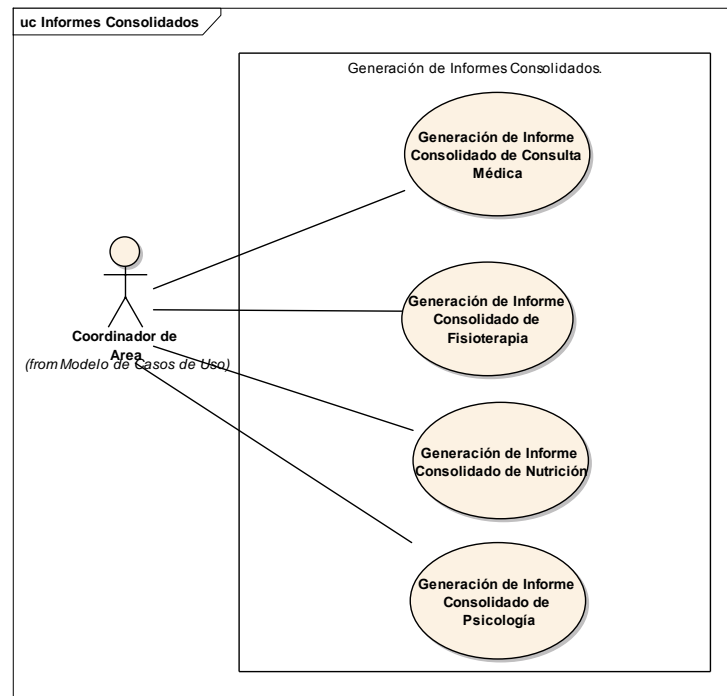 uc Informes Consolidados
Generación de Informes Consolidados.
Generación de Informe
Consolidado de Consulta
Médica
Generación de Informe
Consolidado de
Fisioterapia
Coordinador de
Area
(from Modelo de Casos de Uso)
Generación de Informe
Consolidado de Nutrición
Generación de Informe
Consolidado de
Psicología